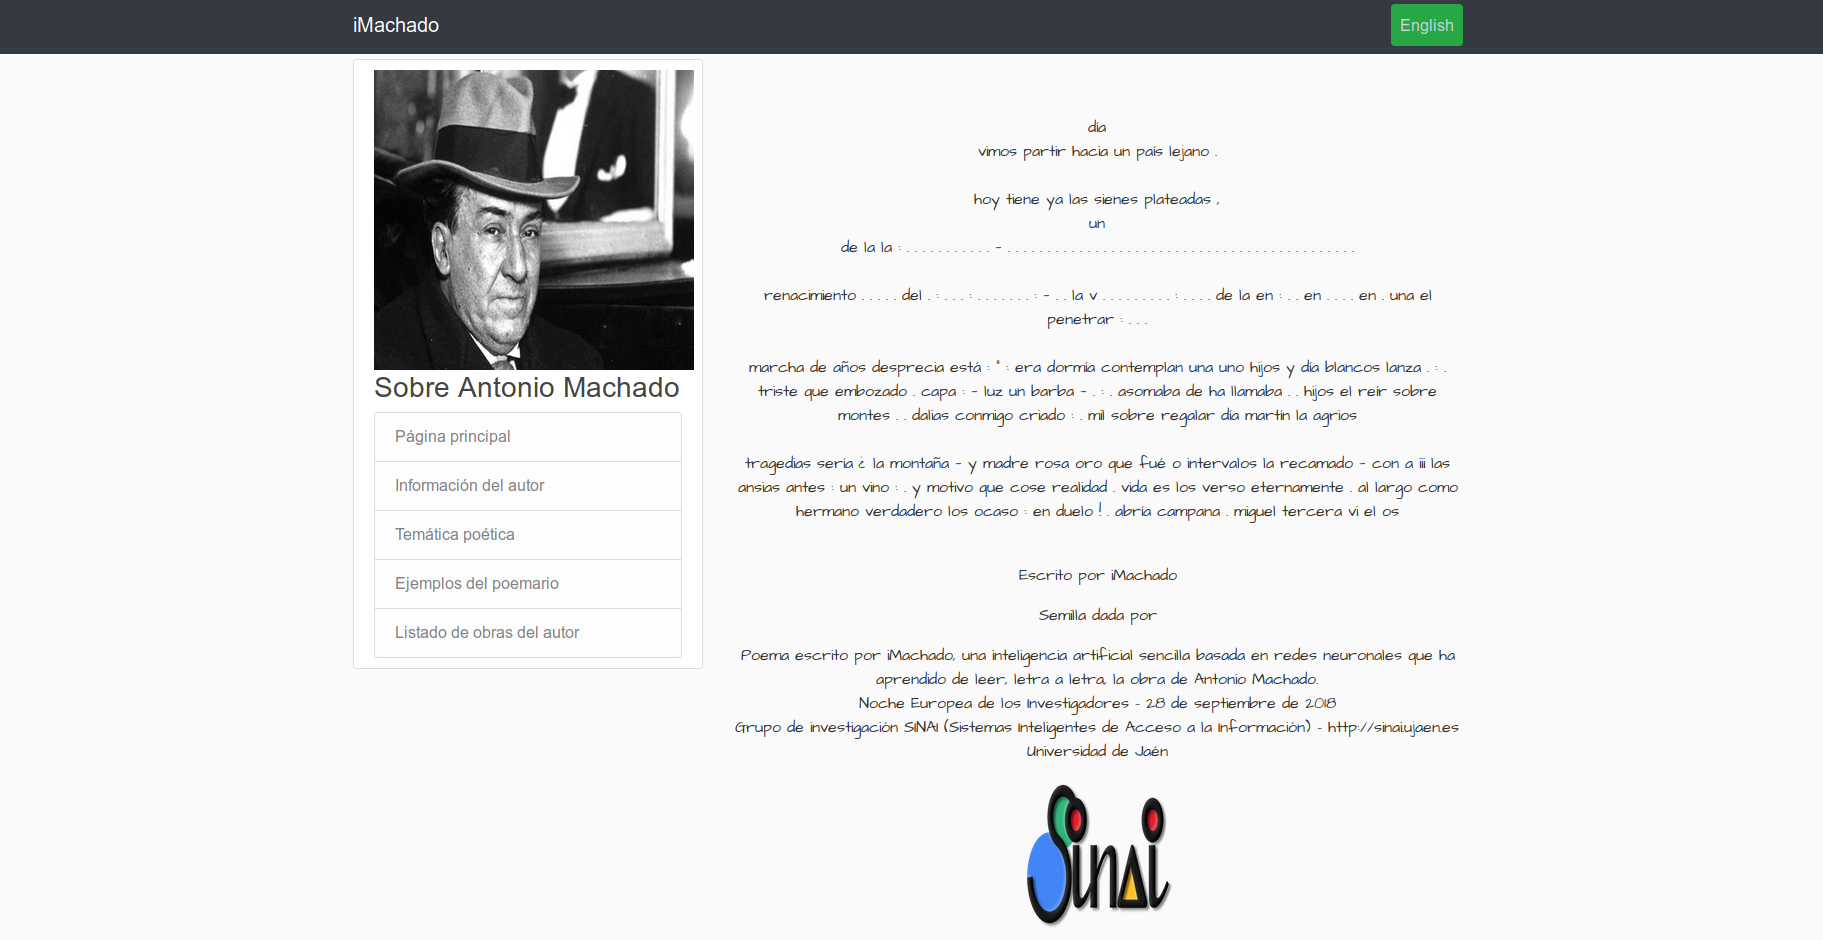 iMachado
English
Sobre Antonio Machado
Página principal
Información del autor
Temática poética
Ejemplos del poemario
Listado de obras del autor
día
vimos partir hacia un país lejano .
hoy tiene ya las sienes plateadas ,
un
de la la : . . . . . . . . . . . - . . . . . . . . . . . . . . . . . . . . . . . . . . . . . . . . . . . . . . . . . . . .
renacimiento . . . . . del . : . . . : . . . . . . . : - . . la v . . . . . . . . . : . . . . de la en : . . en . . . . en . una el
penetrar : . . .
marcha de años desprecia está : " : era dormía contemplan una uno hijos y día blancos lanza . : .
triste que embozado . capa : - luz un barba - . : . asomaba de ha llamaba . . hijos el reír sobre
montes . . dalias conmigo criado : . mil sobre regalar día martín la agrios
tragedias sería ¿ la montaña - y madre rosa oro que fué o intervalos la recamado - con a iii las
ansias antes : un vino : . y motivo que cose realidad . vida es los verso eternamente . al largo como
hermano verdadero los ocaso : en duelo ! . abría campana . miguel tercera vi el os
Escrito por iMachado
Semilla dada por
Poema escrito por iMachado, una inteligencia artificial sencilla basada en redes neuronales que ha
aprendido de leer, letra a letra, la obra de Antonio Machado.
Noche Europea de los Investigadores - 28 de septiembre de 2018
Grupo de investigación SINAI (Sistemas Inteligentes de Acceso a la Información) - http://sinai.ujaen.es
Universidad de Jaén
Sinai